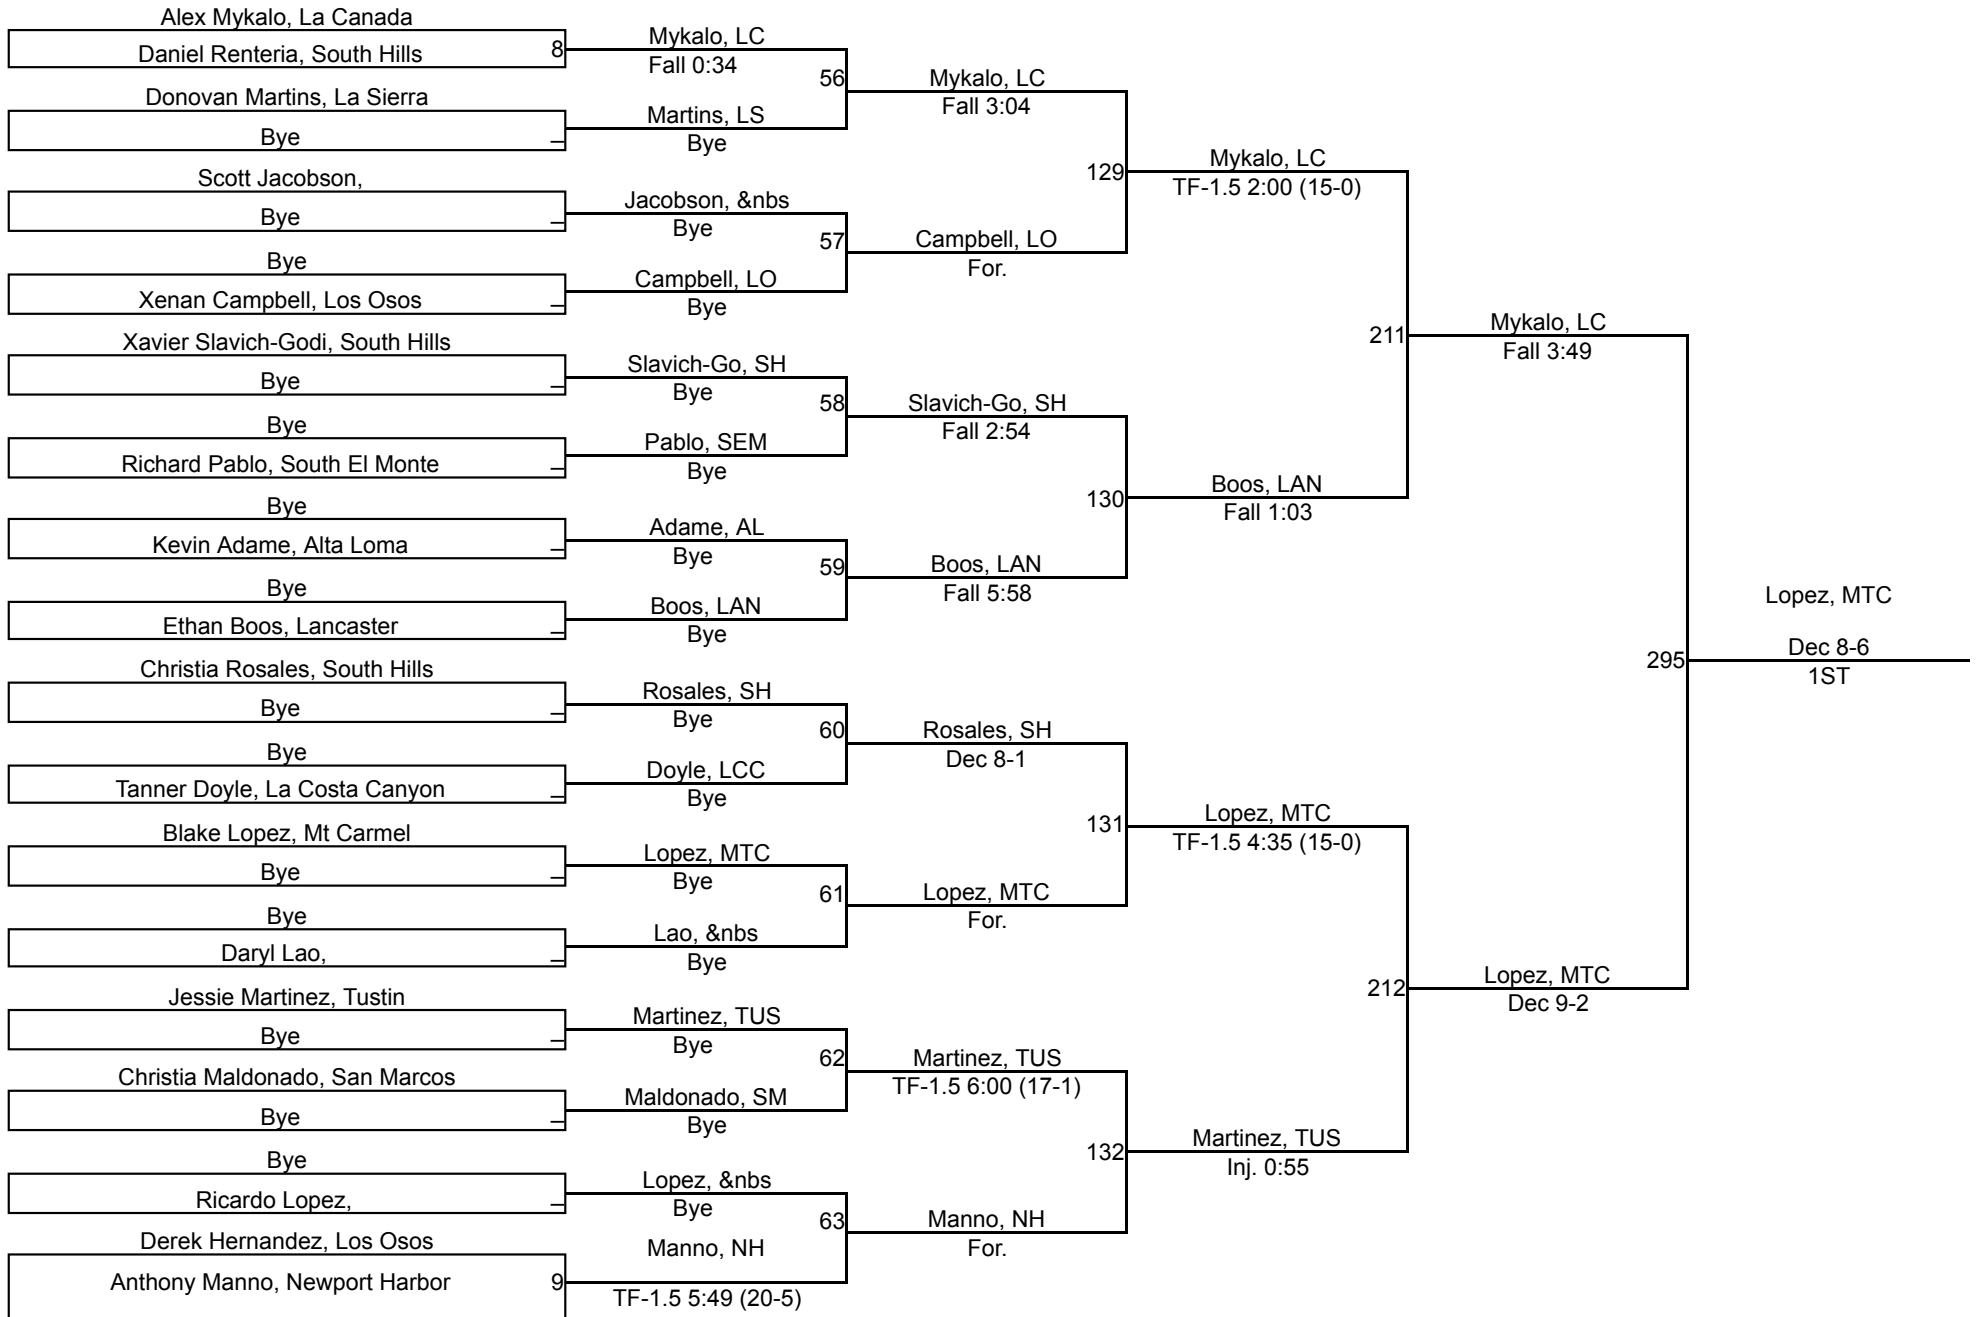 Alex Mykalo, La Canada
Daniel Renteria, South Hills
8
Donovan Martins, La Sierra
Bye
_
Scott Jacobson,
Bye
_
Bye
Xenan Campbell, Los Osos
_
Xavier Slavich-Godi, South Hills
Bye
_
Bye
Richard Pablo, South El Monte
_
Bye
Kevin Adame, Alta Loma
_
Bye
Ethan Boos, Lancaster
_
Christia Rosales, South Hills
Bye
_
Bye
Tanner Doyle, La Costa Canyon
_
Blake Lopez, Mt Carmel
Bye
_
Bye
Daryl Lao,
_
Jessie Martinez, Tustin
Bye
_
Christia Maldonado, San Marcos
Bye
_
Bye
Ricardo Lopez,
_
Derek Hernandez, Los Osos
Anthony Manno, Newport Harbor
9
Mykalo, LC
Fall 0:34
56
Martins, LS
Bye
Jacobson, &nbs
Bye
57
Campbell, LO
Bye
Slavich-Go, SH
Bye
58
Pablo, SEM
Bye
Adame, AL
Bye
59
Boos, LAN
Bye
Rosales, SH
Bye
60
Doyle, LCC
Bye
Lopez, MTC
Bye
61
Lao, &nbs
Bye
Martinez, TUS
Bye
62
Maldonado, SM
Bye
Lopez, &nbs
Bye
63
Manno, NH
TF-1.5 5:49 (20-5)
Mykalo, LC
Fall 3:04
129
Campbell, LO
For.
Slavich-Go, SH
Fall 2:54
130
Boos, LAN
Fall 5:58
Rosales, SH
Dec 8-1
131
Lopez, MTC
For.
Martinez, TUS
TF-1.5 6:00 (17-1)
132
Manno, NH
For.
Mykalo, LC
TF-1.5 2:00 (15-0)
211
Boos, LAN
Fall 1:03
Lopez, MTC
TF-1.5 4:35 (15-0)
212
Martinez, TUS
Inj. 0:55
Mykalo, LC
Fall 3:49
295
Lopez, MTC
Dec 9-2
Lopez, MTC
Dec 8-6
1ST